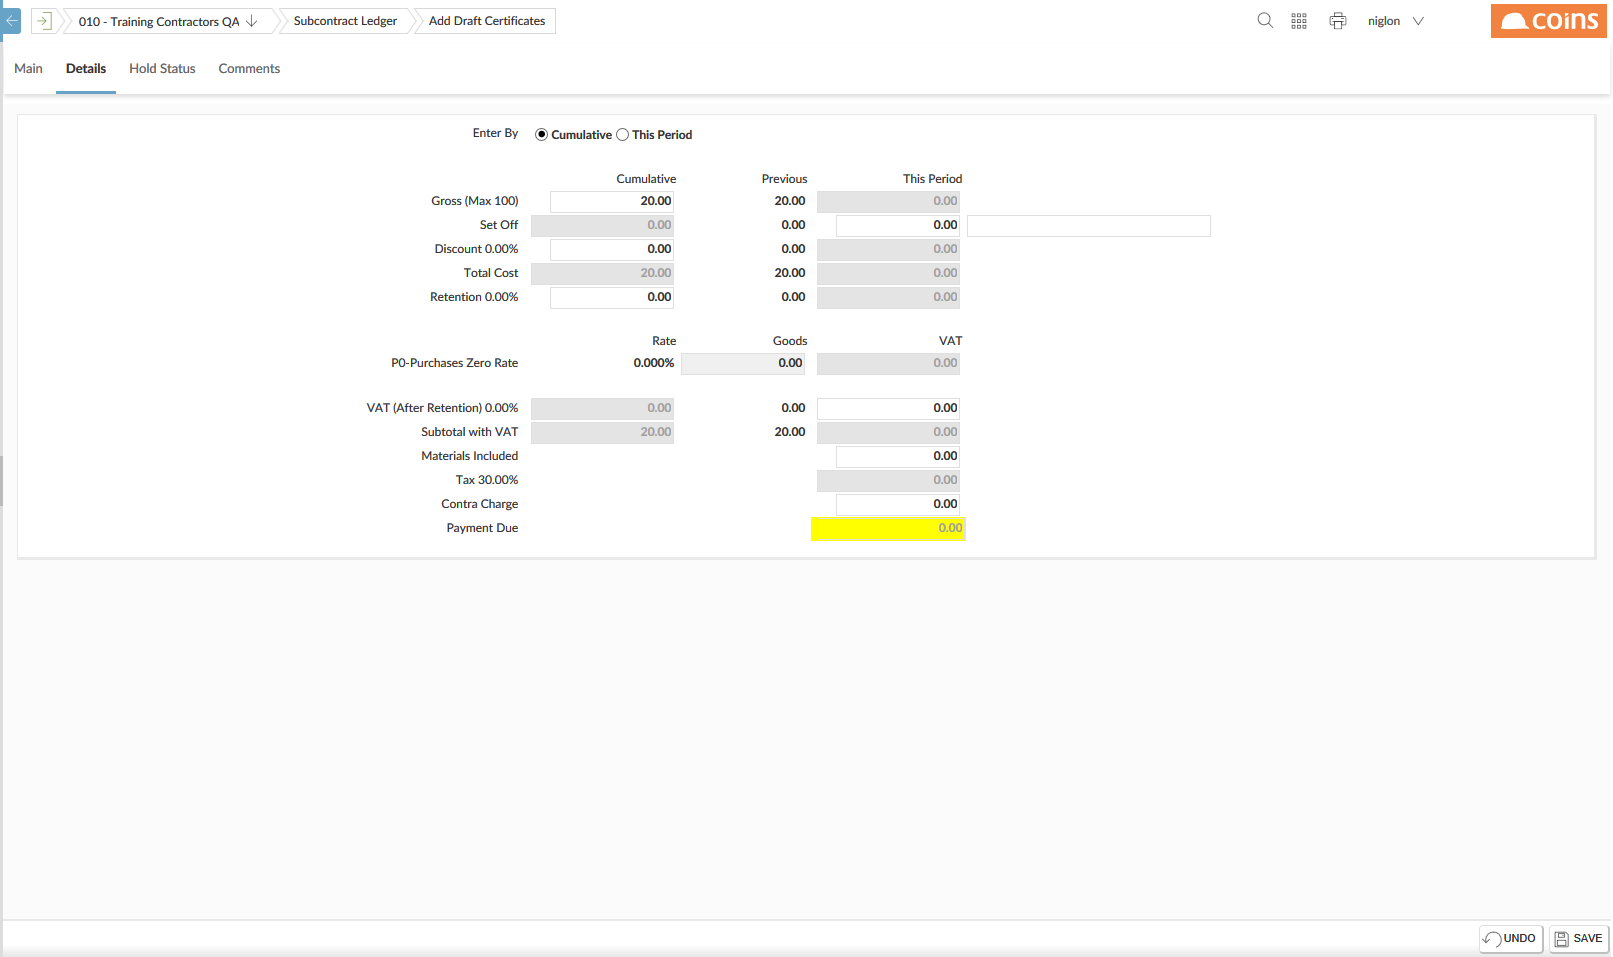 010 - Training Contractors QA
Subcontract Ledger
Add Draft Certificates
niglon
coins
Main
Details
Hold Status
Comments
Enter By
Cumulative
This Period
Cumulative Previous This Period
Gross (Max 100) 20.00 20.00 0.00
Set Off 0.00 0.00 0.00
Discount 0.00% 0.00 0.00 0.00
Total Cost 20.00 20.00 0.00
Retention 0.00% 0.00 0.00 0.00
Rate Goods VAT
P0-Purchases Zero Rate 0.000% 0.00 0.00
VAT (After Retention) 0.00% 0.00 0.00 0.00
Subtotal with VAT 20.00 20.00 0.00
Materials Included 0.00
Tax 30.00% 0.00
Contra Charge 0.00
Payment Due 0.00
UNDO
SAVE